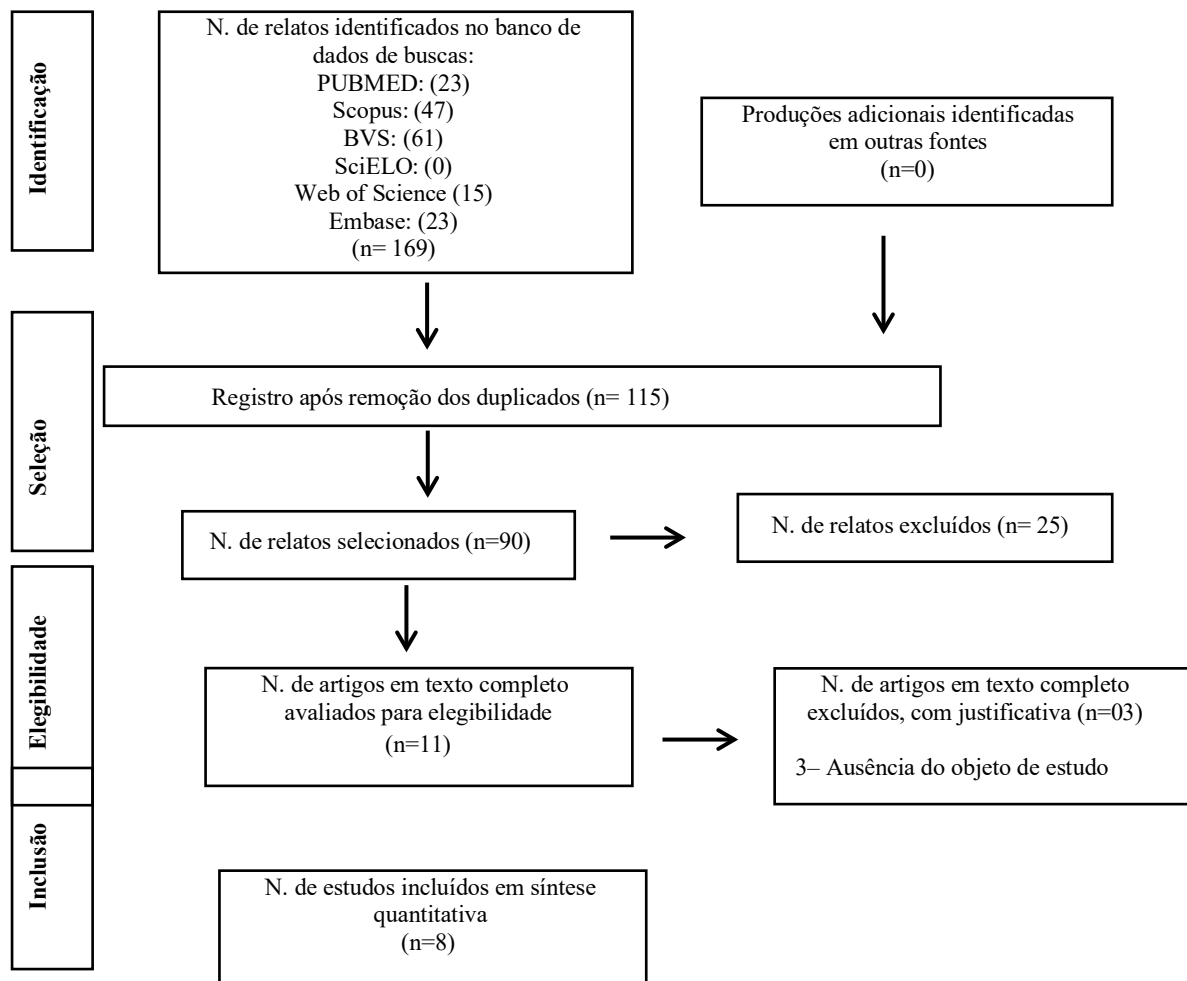 Identificação
N. de relatos identificados no banco de
dados de buscas:
PUBMED: (23)
Scopus: (47)
BVS: (61)
SciELO: (0)
Web of Science (15)
Embase: (23)
(n= 169)
Produções adicionais identificadas
em outras fontes
(n=0)
Seleção
Registro após remoção dos duplicados (n= 115)
N. de relatos selecionados (n=90)
N. de relatos excluídos (n= 25)
Elegibilidade
N. de artigos em texto completo
avaliados para elegibilidade
(n=11)
N. de artigos em texto completo
excluídos, com justificativa (n=03)
3– Ausência do objeto de estudo
Inclusão
N. de estudos incluídos em síntese
quantitativa
(n=8)